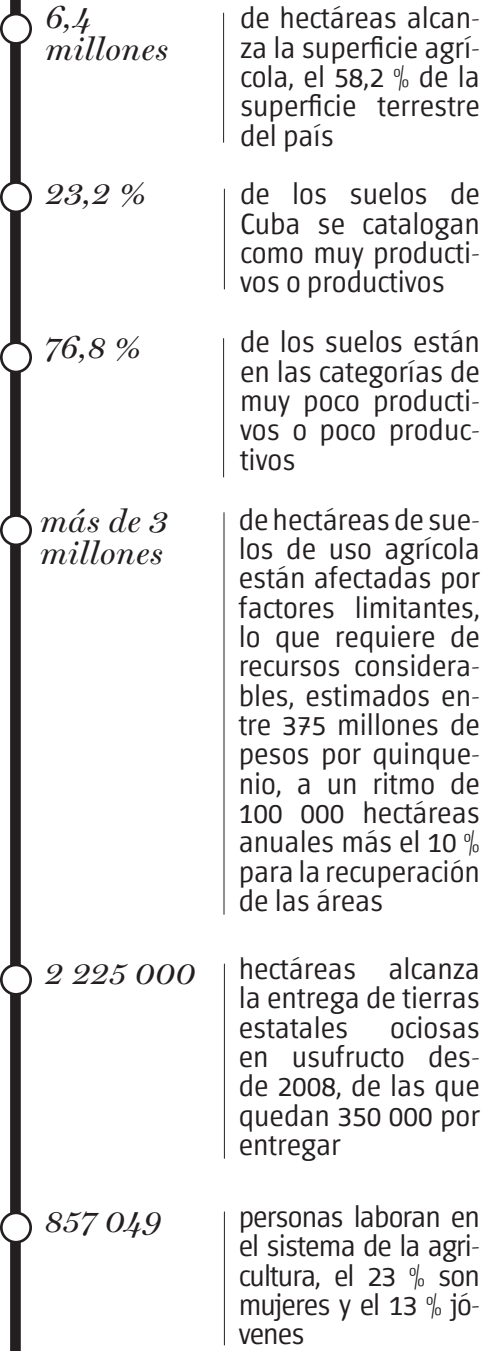 6,4
millones
de hectáreas alcan-
za la superficie agrí-
cola, el 58,2 % de la
superficie terrestre
del país
23,2 %
de los suelos de
Cuba se catalogan
como muy producti-
vos o productivos
76,8 %
de los suelos están
en las categorías de
muy poco producti-
vos o poco produc-
tivos
más de 3
millones
de hectáreas de sue-
los de uso agrícola
están afectadas por
factores limitantes,
lo que requiere de
recursos considera-
bles, estimados en-
tre 375 millones de
pesos por quinque-
nio, a un ritmo de
100 000 hectáreas
anuales más el 10 %
para la recuperación
de las áreas
2 225 000
hectáreas alcanza
la entrega de tierras
estatales ociosas
en usufructo des-
de 2008, de las que
quedan 350 000 por
entregar
857 049
personas laboran en
el sistema de la agri-
cultura, el 23 % son
mujeres y el 13 % jó-
venes